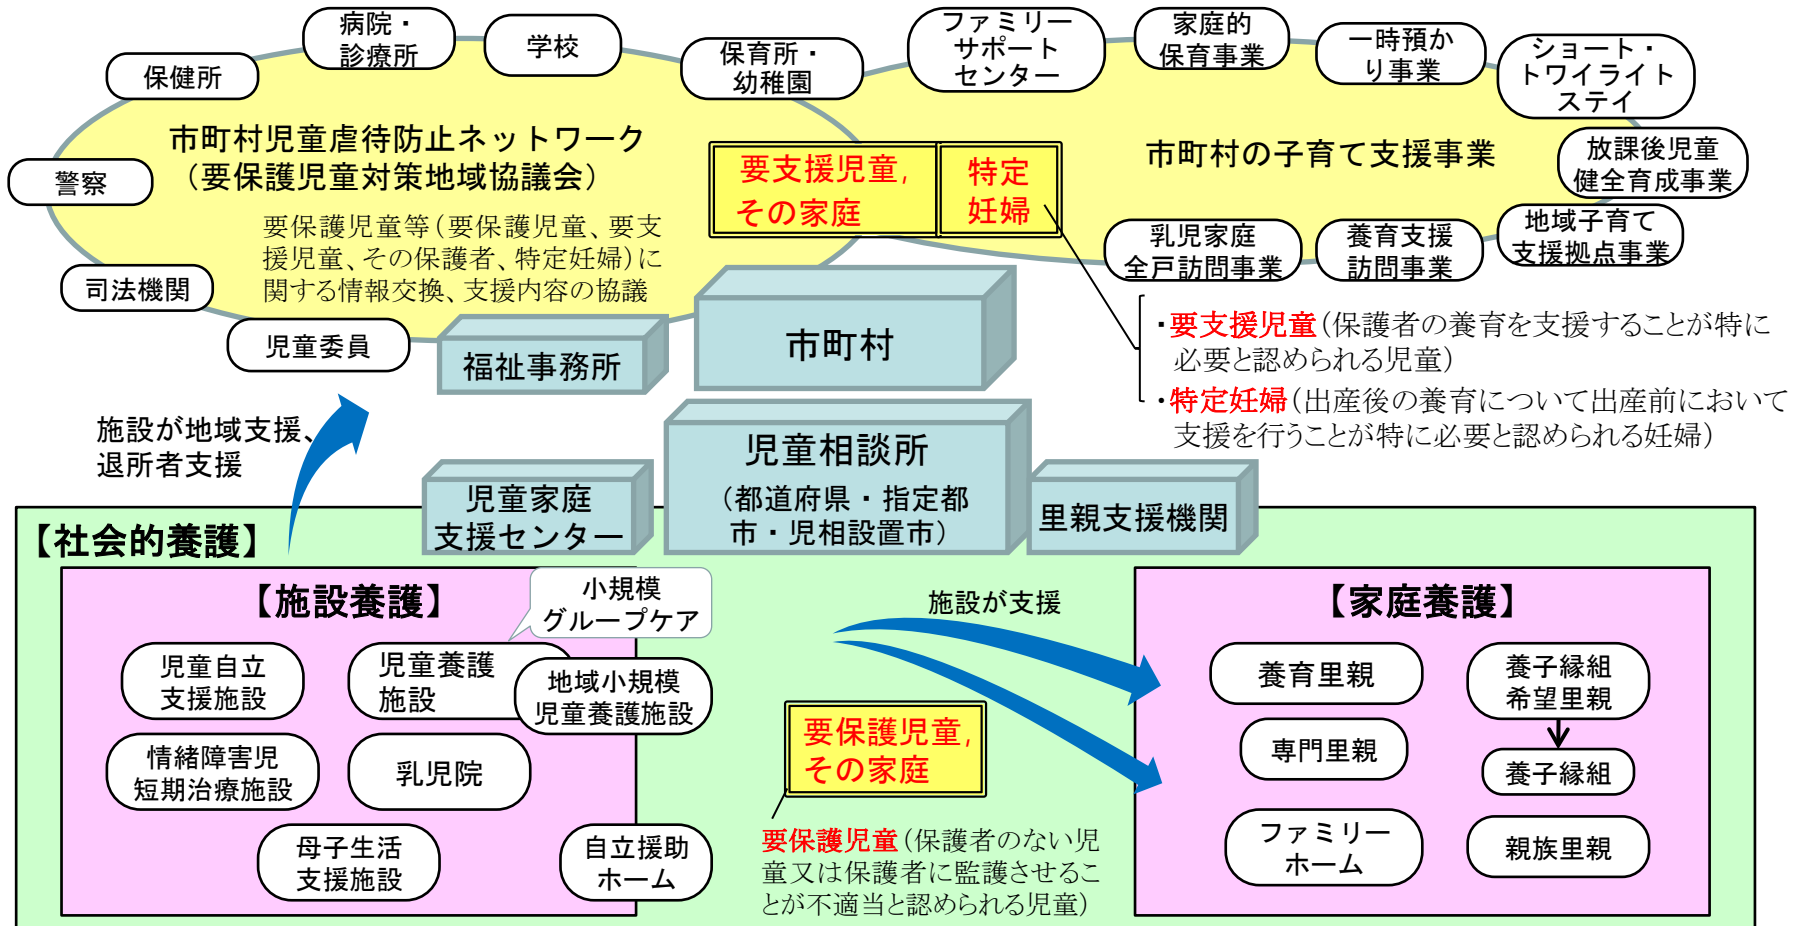 病院・
診療所
学校
保健所
保育所・
幼稚園
ファミリー
サポート
センター
家庭的
保育事業
一時預か
り事業
ショート・
トワイライト
ステイ
市町村児童虐待防止ネットワーク
（要保護児童対策地域協議会）
警察
要保護児童等（要保護児童、要支
援児童、その保護者、特定妊婦）に
関する情報交換、支援内容の協議
司法機関
児童委員
要支援児童,
その家庭
特定
妊婦
市町村の子育て支援事業
放課後児童
健全育成事業
地域子育て
支援拠点事業
養育支援
訪問事業
乳児家庭
全戸訪問事業
福祉事務所
市町村
・要支援児童（保護者の養育を支援することが特に
必要と認められる児童）
・特定妊婦（出産後の養育について出産前において
支援を行うことが特に必要と認められる妊婦）
施設が地域支援、
退所者支援
児童相談所
（都道府県・指定都
市・児相設置市）
児童家庭
支援センター
里親支援機関
【社会的養護】
【施設養護】
小規模
グループケア
児童自立
支援施設
児童養護
施設
地域小規模
児童養護施設
情緒障害児
短期治療施設
乳児院
母子生活
支援施設
自立援助
ホーム
施設が支援
要保護児童,
その家庭
要保護児童（保護者のない児
童又は保護者に監護させるこ
とが不適当と認められる児童）
【家庭養護】
養育里親
養子縁組
希望里親
専門里親
養子縁組
ファミリー
ホーム
親族里親